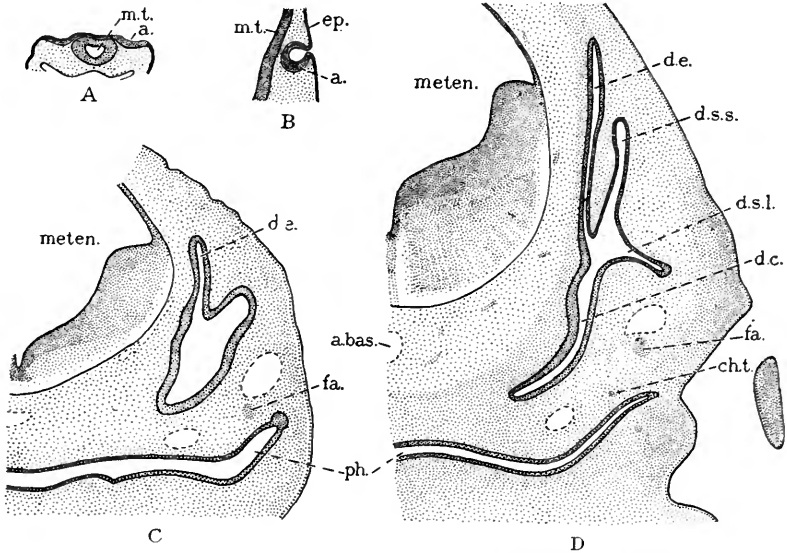 m.t.
a.
A
m.t.
ep.
a.
B
meten.
d.e.
fa.
ph.
C
meten.
d.e.
d.s.s.
d.s.l.
d.c.
a.bas.
fa.
ch.t.
D